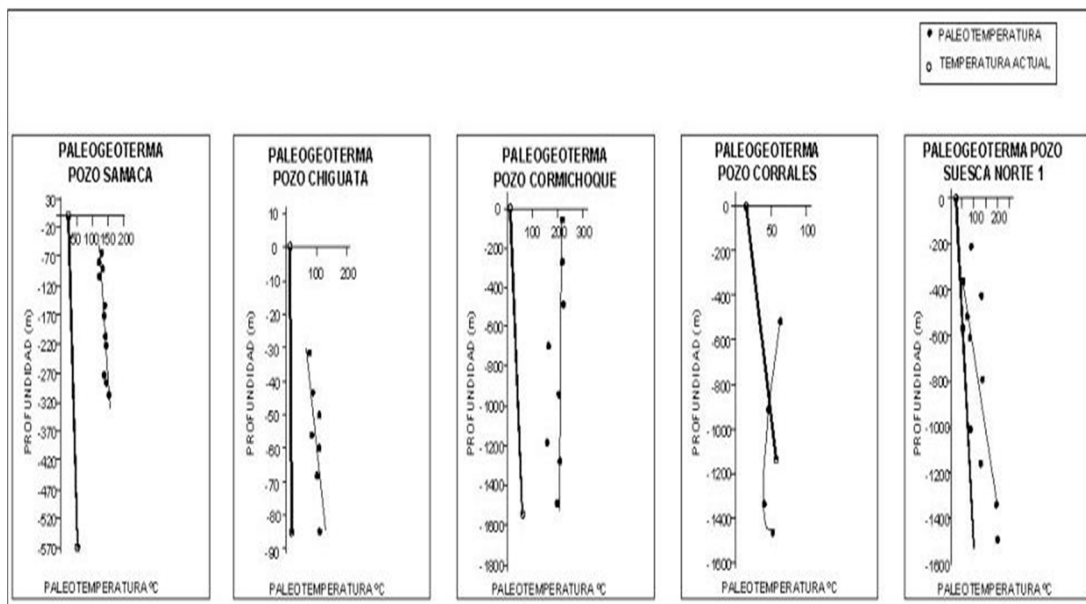 PALEOTEMPERATURA
TEMPERATURA ACTUAL
PALEOGEOTERMA
POZO SAMACA
30
-20
-70
-120
-170
-220
-270
-320
-370
-420
-470
-520
-570
50 100 150 200
PROFUNDIDAD (m)
PALEOTEMPERATURA ºC
PALEOGEOTERMA
POZO CHIGUATA
10
0
-10
-20
-30
-40
-50
-60
-70
-80
-90
100 200
PROFUNDIDAD (m)
PALEOTEMPERATURA ºC
PALEOGEOTERMA
POZO CORMICHOQUE
0
-200
-400
-600
-800
-1000
-1200
-1400
-1600
-1800
100 200 300
PROFUNDIDAD (m)
PALEOTEMPERATURA ºC
PALEOGEOTERMA
POZO CORRALES
0
-200
-400
-600
-800
-1000
-1200
-1400
-1600
50 100
PROFUNDIDAD (m)
PALEOTEMPERATURA ºC
PALEOGEOTERMA POZO
SUESCA NORTE 1
0
-200
-400
-600
-800
-1000
-1200
-1400
-1600
100 200
PROFUNDIDAD (m)
PALEOTEMPERATURA ºC